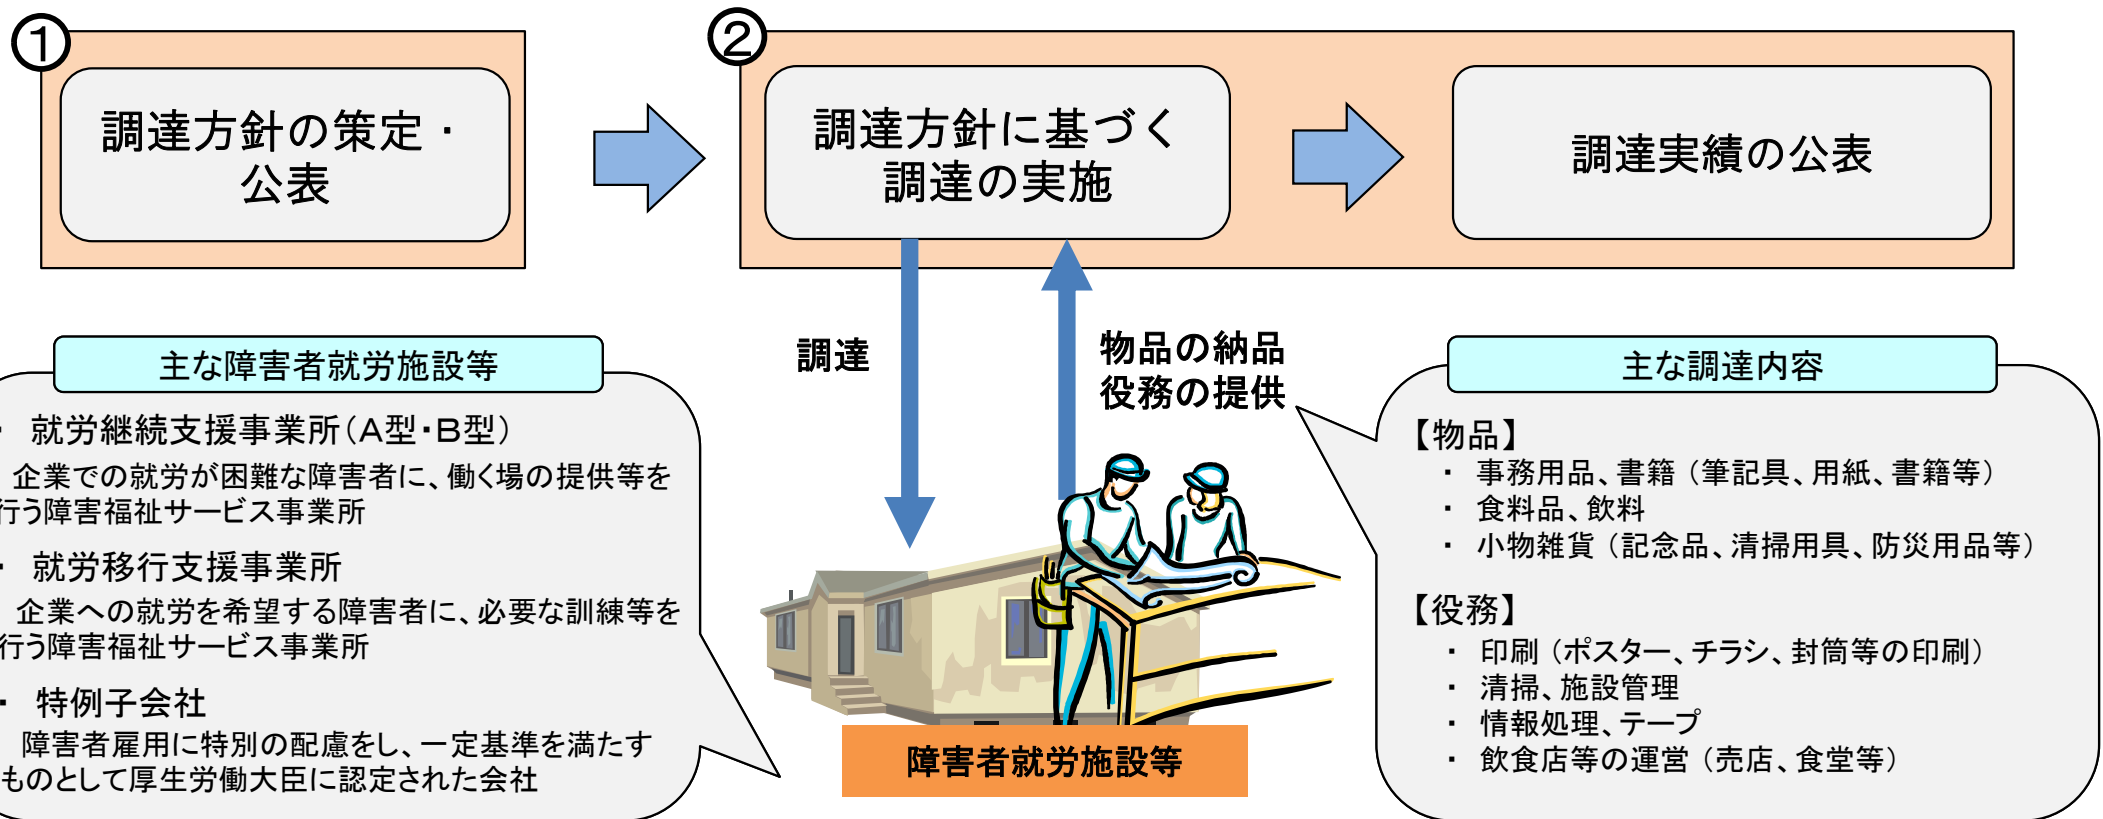 ①
調達方針の策定・
公表
②
調達方針に基づく
調達の実施
調達実績の公表
調達
物品の納品
役務の提供
主な障害者就労施設等
・ 就労継続支援事業所(A型・B型)
企業での就労が困難な障害者に、働く場の提供等を
行う障害福祉サービス事業所
・ 就労移行支援事業所
企業への就労を希望する障害者に、必要な訓練等を
行う障害福祉サービス事業所
・ 特例子会社
障害者雇用に特別の配慮をし、一定基準を満たす
ものとして厚生労働大臣に認定された会社
障害者就労施設等
主な調達内容
【物品】
・ 事務用品、書籍 (筆記具、用紙、書籍等)
・ 食料品、飲料
・ 小物雑貨 (記念品、清掃用具、防災用品等)
【役務】
・ 印刷 (ポスター、チラシ、封筒等の印刷)
・ 清掃、施設管理
・ 情報処理、テープ
・ 飲食店等の運営 (売店、食堂等)